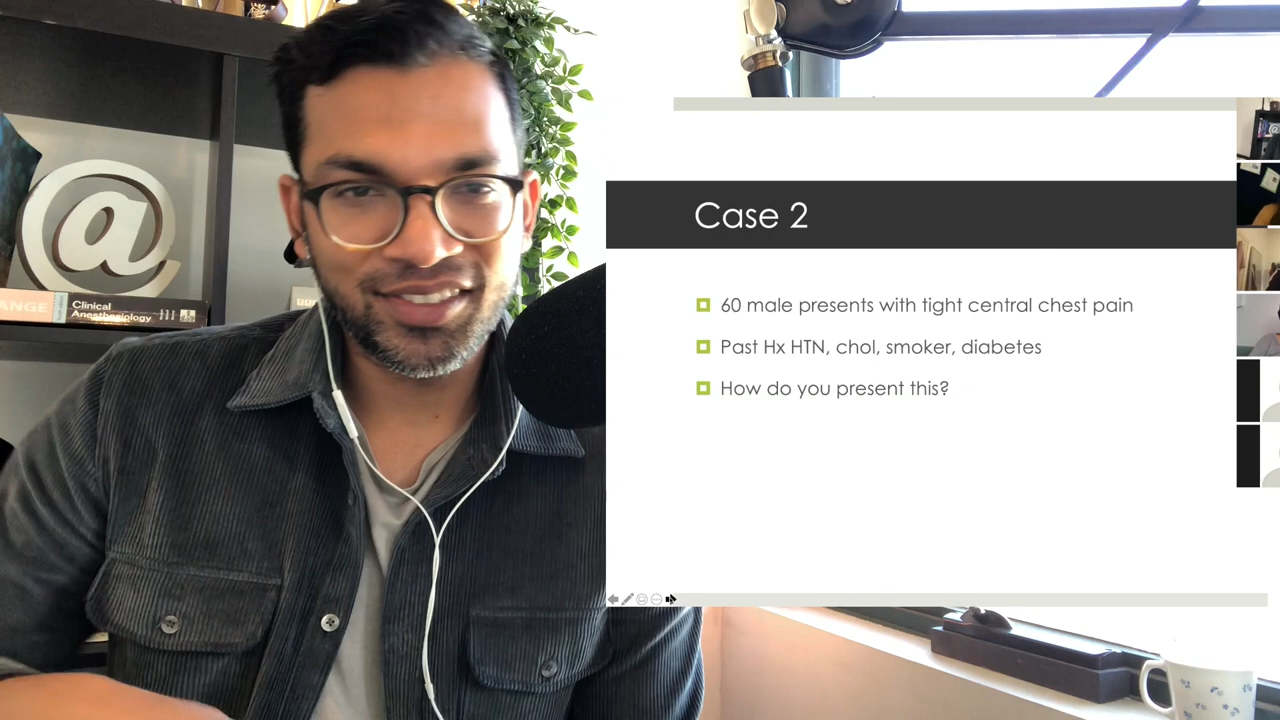 @
ANGE
Clinical
Anesthesiology
Case 2
60 male presents with tight central chest pain
Past Hx HTN, chol, smoker, diabetes
How do you present this?